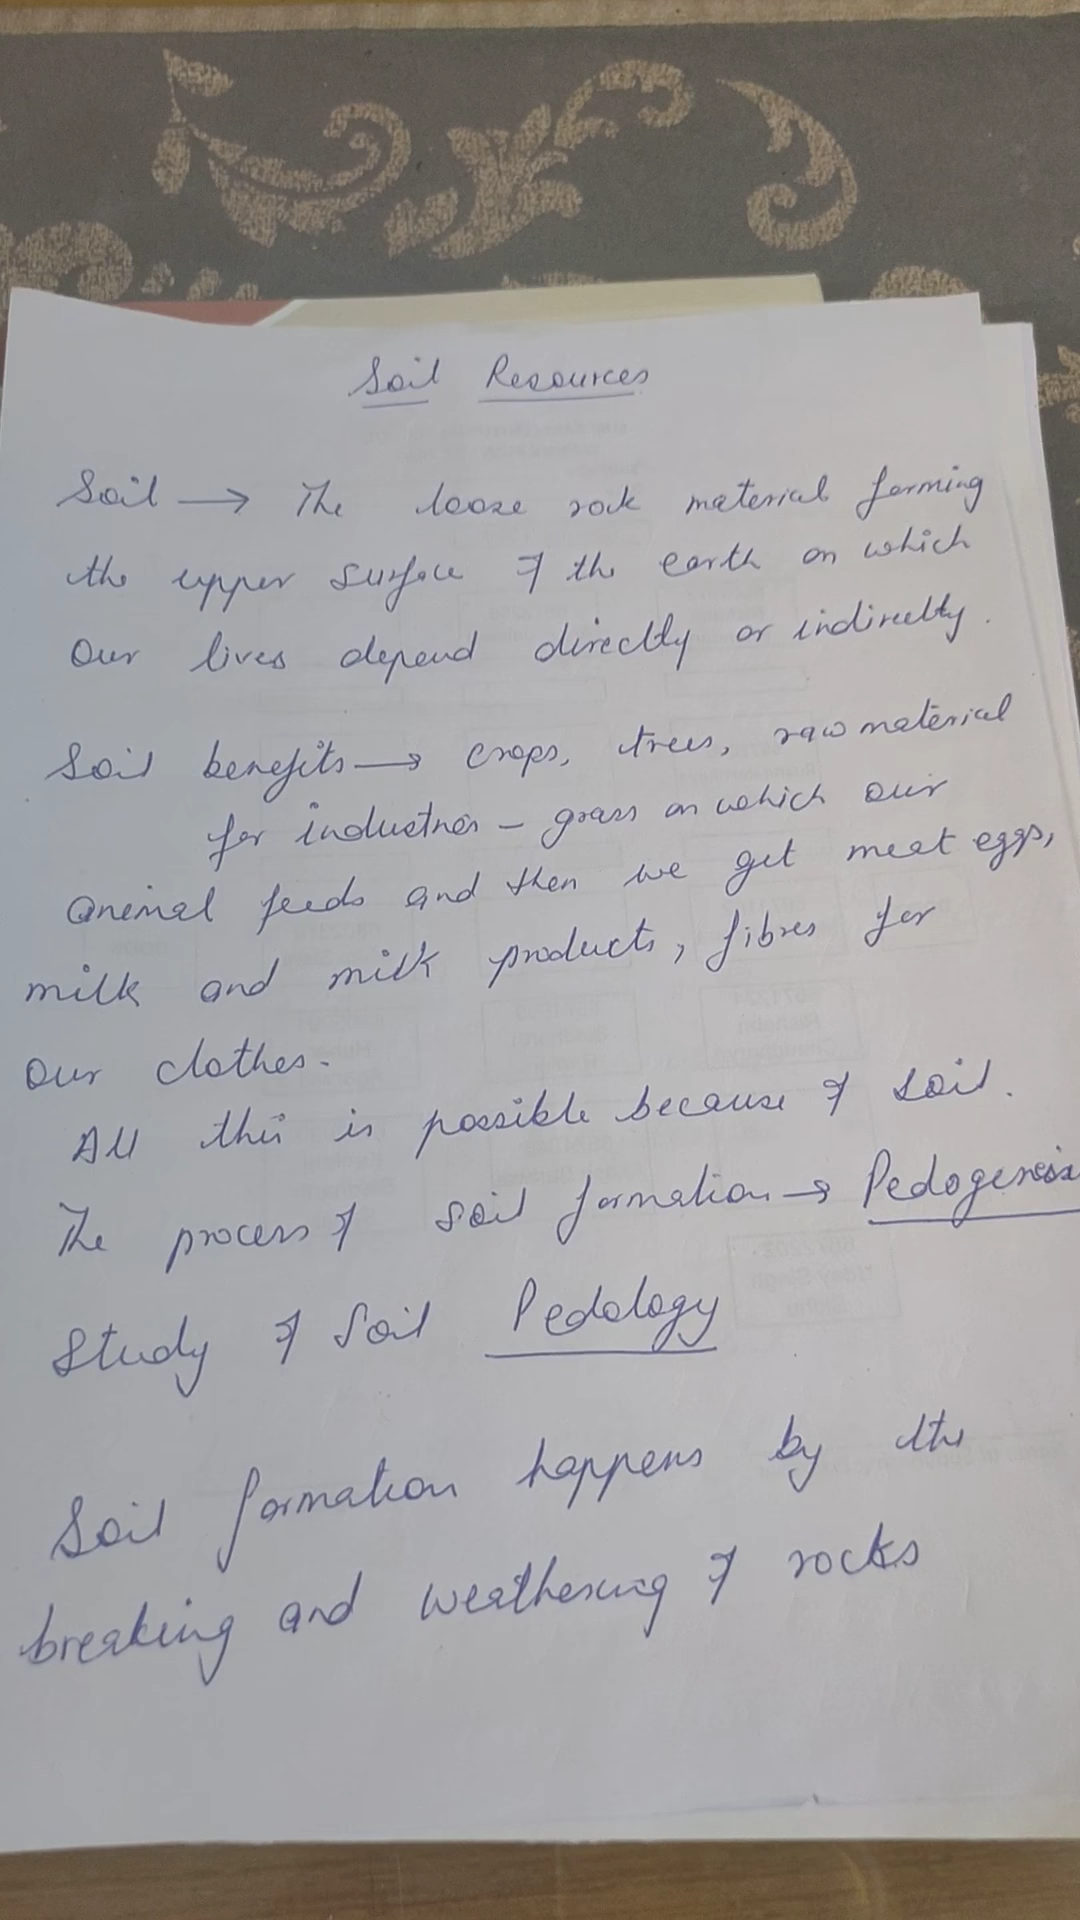 Soil Resources
Soil → The loose rock material forming
the upper surface of the earth on which
our lives depend directly or indirectly.
Soil benefits → crops, trees, raw material
for industries - grass on which our
animal feeds and then we get meat eggs,
milk and milk products, fibres for
our clothes.
All this is possible because of soil.
The process of soil formation → Pedogenesis
Study of Soil Pedology
Soil formation happens by the
breaking and weathering of rocks